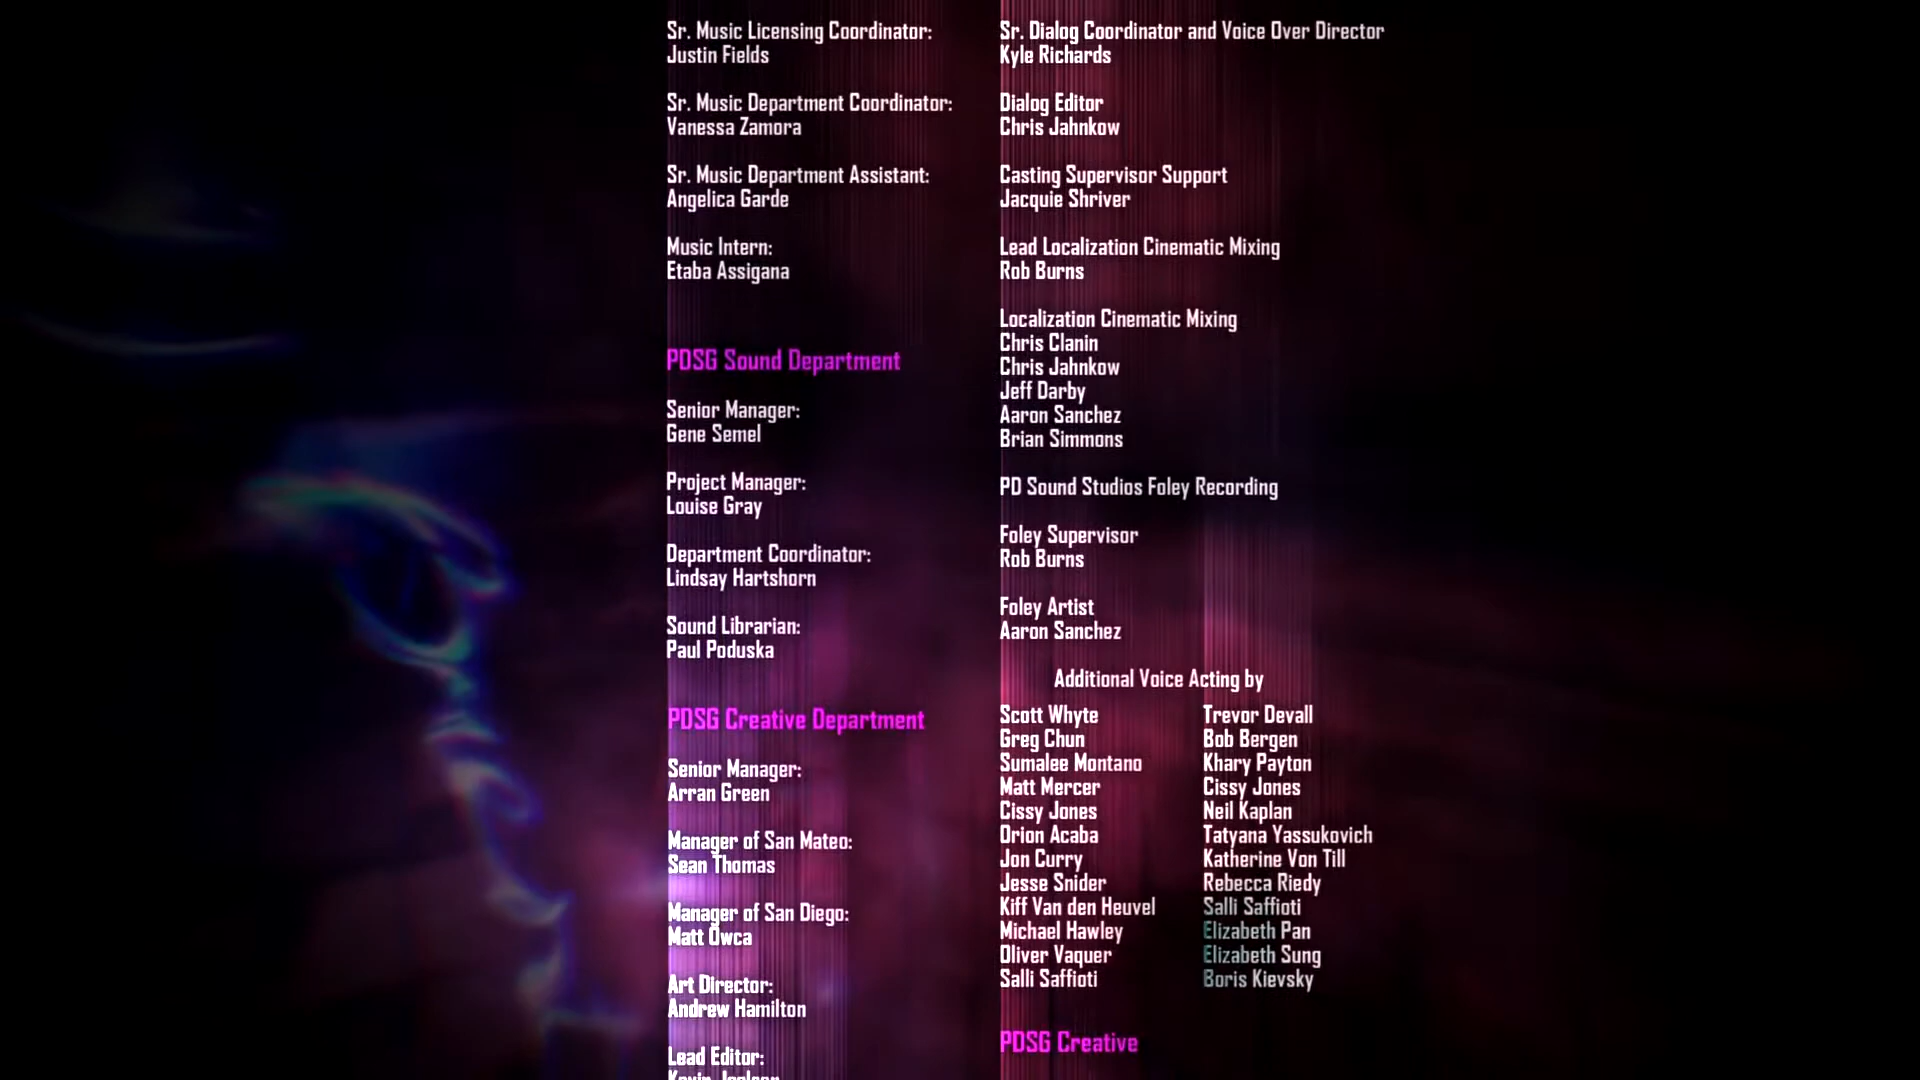 Sr. Music Licensing Coordinator:
Justin Fields
Sr. Music Department Coordinator:
Vanessa Zamora
Sr. Music Department Assistant:
Angelica Garde
Music Intern:
Etaba Assigana
PDSG Sound Department
Senior Manager:
Gene Semel
Project Manager:
Louise Gray
Department Coordinator:
Lindsay Hartshorn
Sound Librarian:
Paul Poduska
PDSG Creative Department
Senior Manager:
Arran Green
Manager of San Mateo:
Sean Thomas
Manager of San Diego:
Matt Owca
Art Director:
Andrew Hamilton
Lead Editor:
Sr. Dialog Coordinator and Voice Over Director
Kyle Richards
Dialog Editor
Chris Jahnkow
Casting Supervisor Support
Jacquie Shriver
Lead Localization Cinematic Mixing
Rob Burns
Localization Cinematic Mixing
Chris Clanin
Chris Jahnkow
Jeff Darby
Aaron Sanchez
Brian Simmons
PD Sound Studios Foley Recording
Foley Supervisor
Rob Burns
Foley Artist
Aaron Sanchez
Additional Voice Acting by
Scott Whyte
Greg Chun
Sumalee Montano
Matt Mercer
Cissy Jones
Orion Acaba
Jon Curry
Jesse Snider
Kiff Van den Heuvel
Michael Hawley
Oliver Vaquer
Salli Saffioti
Trevor Devall
Bob Bergen
Khary Payton
Cissy Jones
Neil Kaplan
Tatyana Yassukovich
Katherine Von Till
Rebecca Riedy
Salli Saffioti
Elizabeth Pan
Elizabeth Sung
Boris Kievsky
PDSG Creative